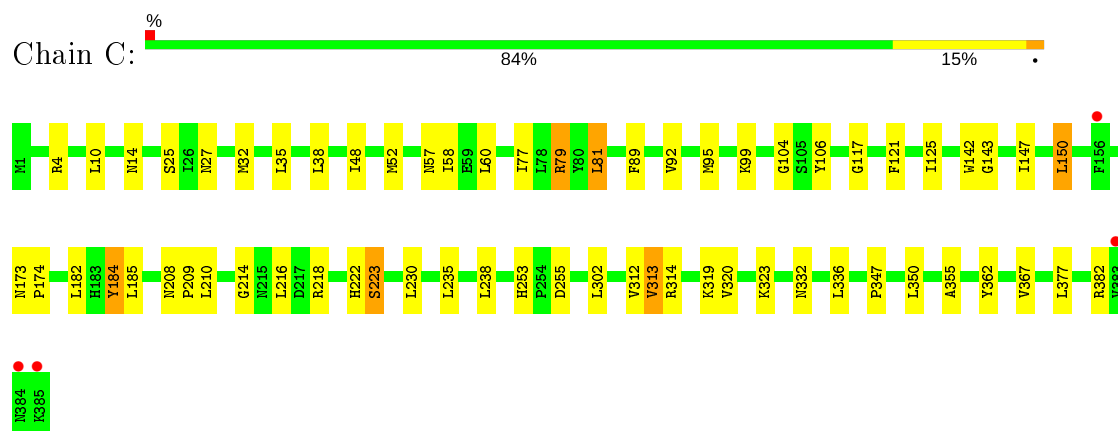 %
Chain C:
84% 15% •
M1 R4 L10 N14 S25 I26 N27 M32 L35 L38 I48 M52 N57 I58 E59 L60 I77 L78 R79 Y80 L81 F89 V92 M95 K99 G104 S105 Y106 G117 F121 I125 W142 G143 I147 L150 F156
N173 P174 L182 H183 Y184 L185 N208 P209 L210 G214 N215 L216 D217 R218 H222 S223 L230 L235 L238 H253 P254 D255 L302 V312 V313 R314 K319 V320 K323 N332 L336 P347 L350 A355 Y362 V367 L377 R382 V383
N384 K385